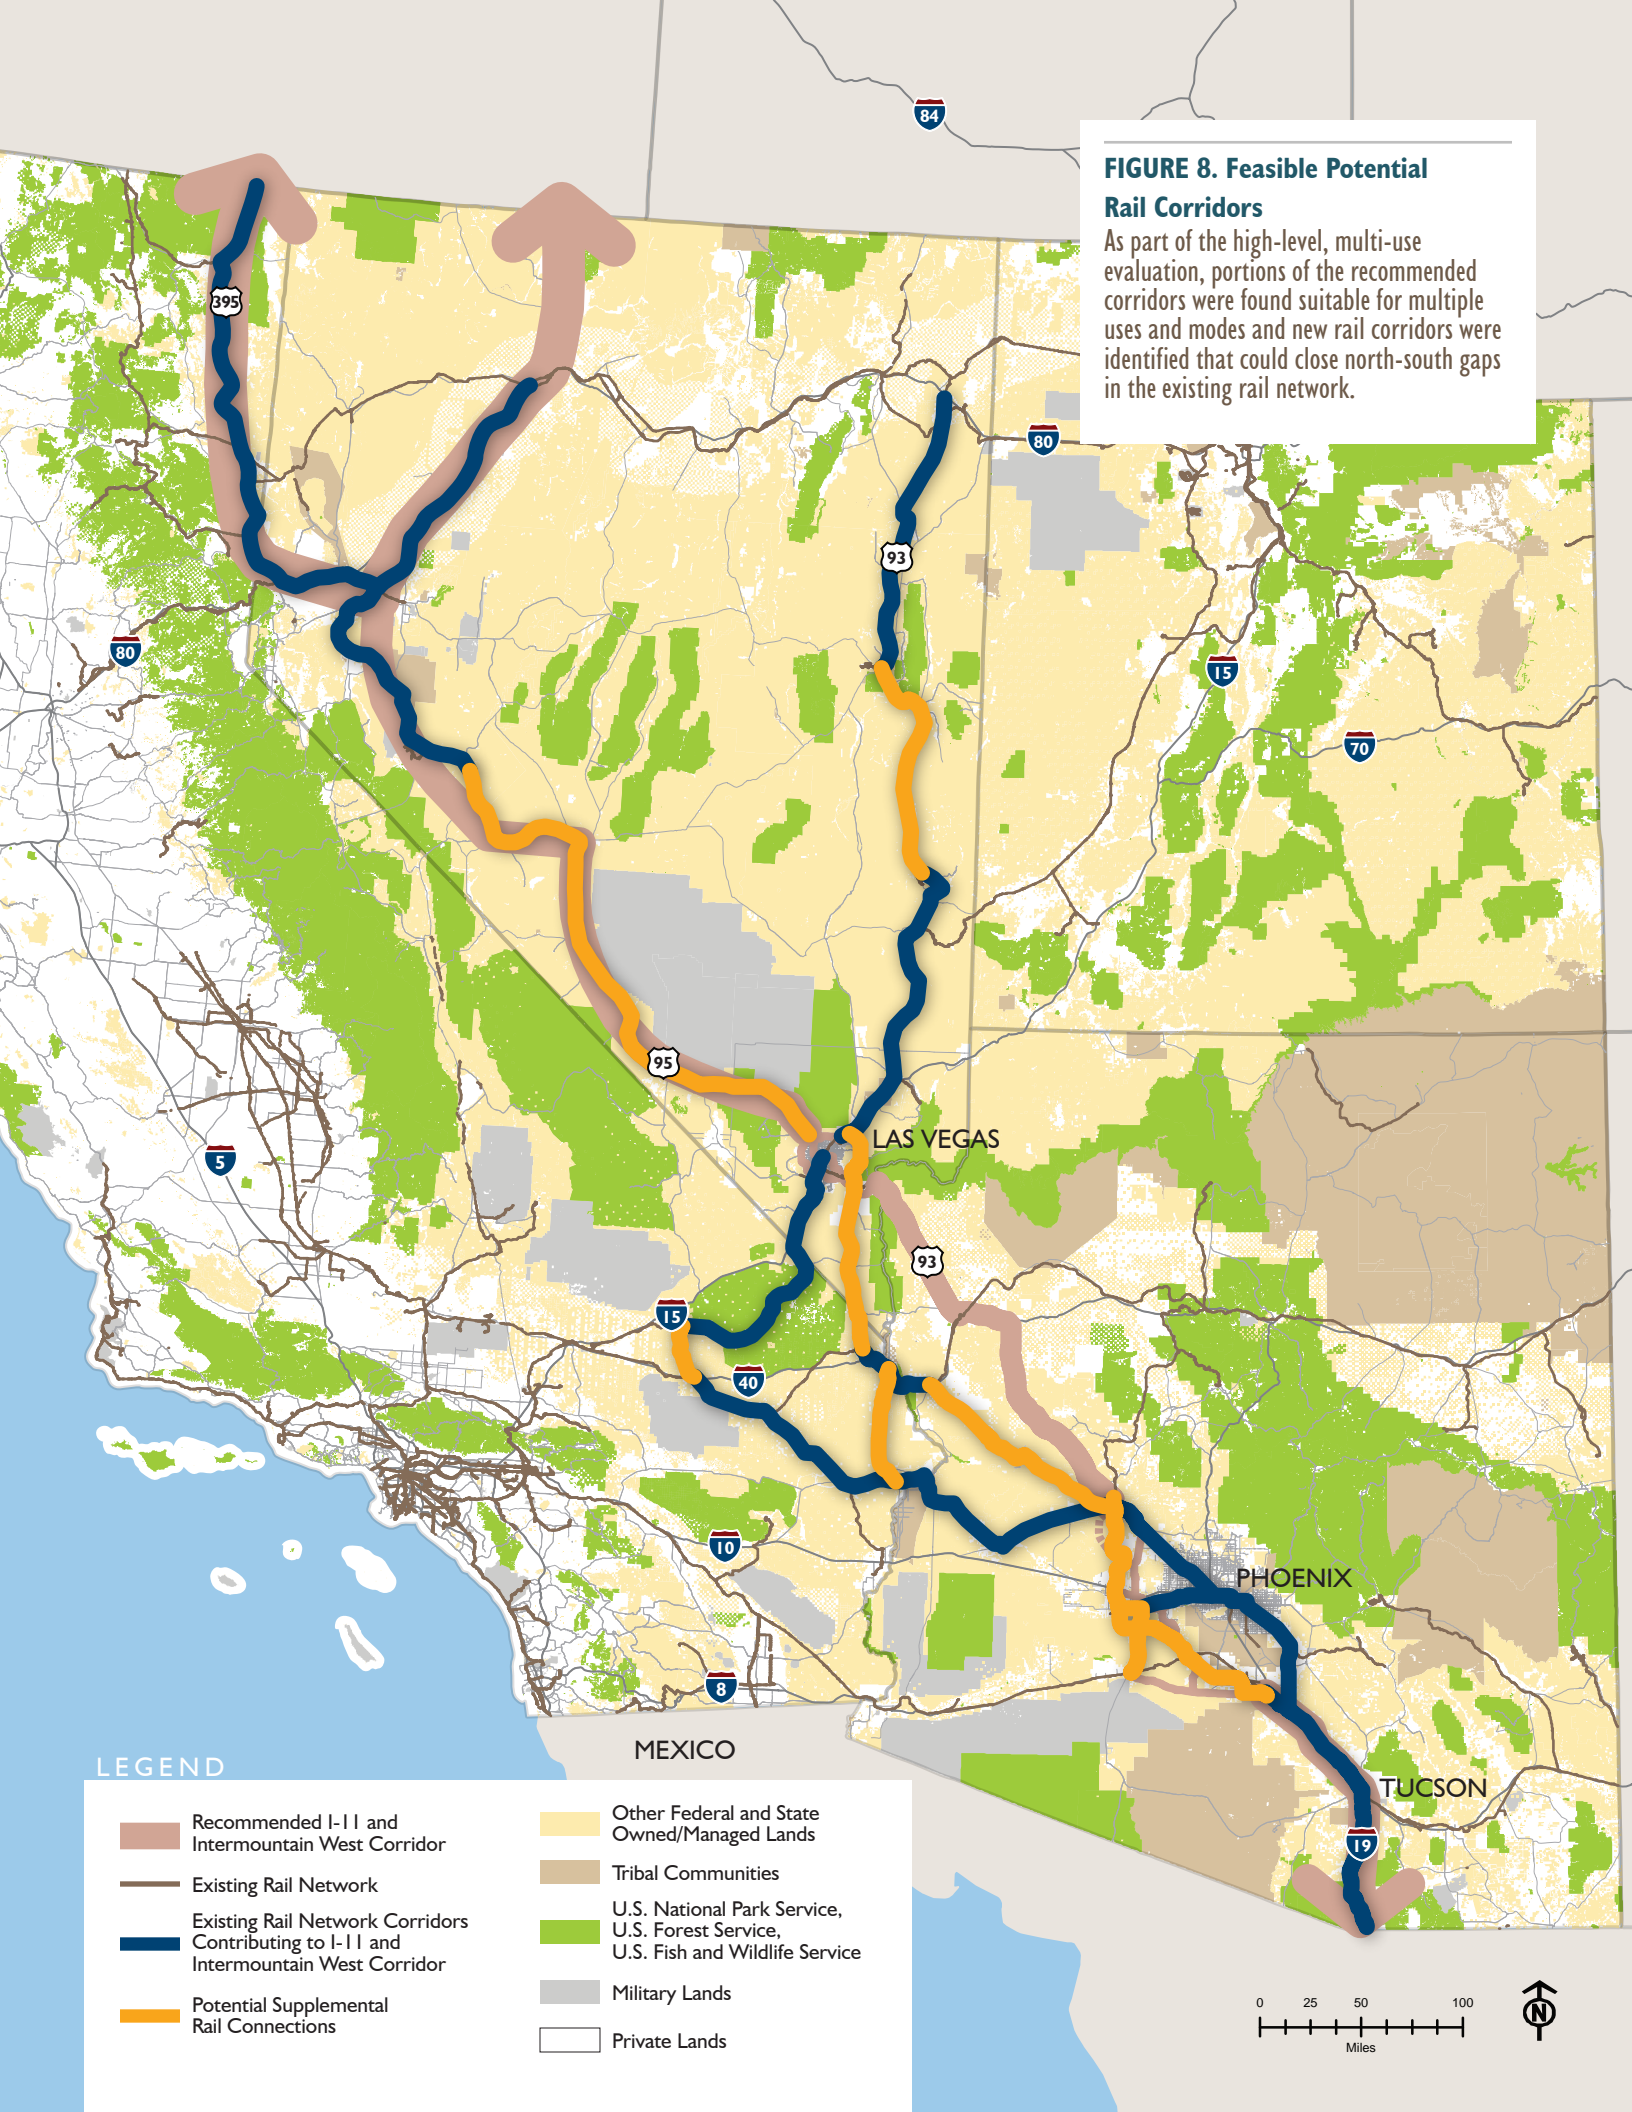 84
FIGURE 8. Feasible Potential
Rail Corridors
As part of the high-level, multi-use
evaluation, portions of the recommended
corridors were found suitable for multiple
uses and modes and new rail corridors were
identified that could close north-south gaps
in the existing rail network.
395
80
93
80
15
70
95
5
LAS VEGAS
93
15
40
10
PHOENIX
8
MEXICO
TUCSON
19
LEGEND
Recommended I-11 and
Intermountain West Corridor
Existing Rail Network
Existing Rail Network Corridors
Contributing to I-11 and
Intermountain West Corridor
Potential Supplemental
Rail Connections
Other Federal and State
Owned/Managed Lands
Tribal Communities
U.S. National Park Service,
U.S. Forest Service,
U.S. Fish and Wildlife Service
Military Lands
Private Lands
0 25 50 100
Miles
N